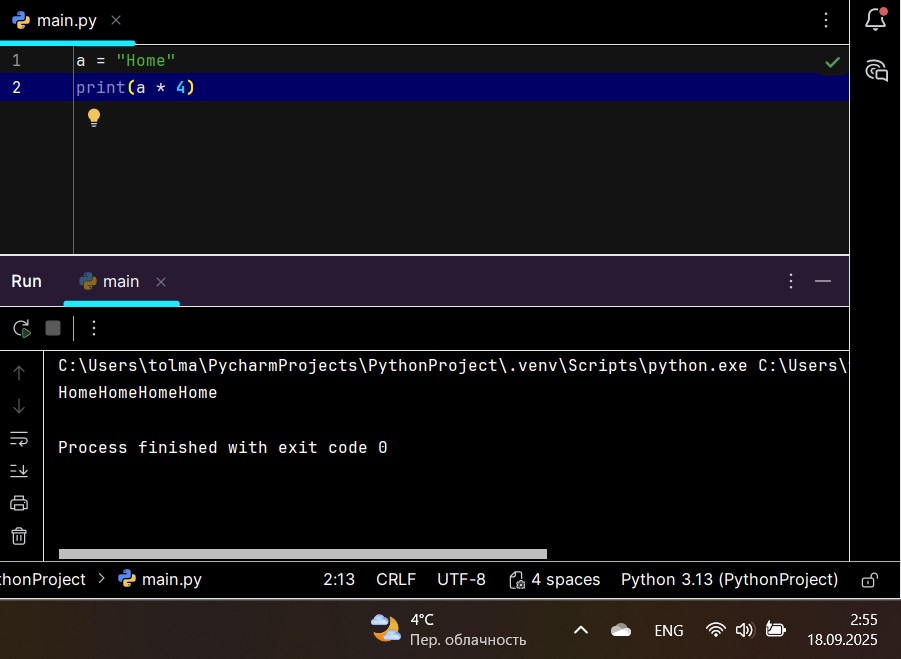 main.py
1 a = "Home"
2 print(a * 4)
Run main
C:\Users\tolma\PycharmProjects\PythonProject\.venv\Scripts\python.exe C:\Users\
HomeHomeHomeHome
Process finished with exit code 0
thonProject > main.py 2:13 CRLF UTF-8 4 spaces Python 3.13 (PythonProject)
4°C
Пер. облачность
ENG
2:55
18.09.2025